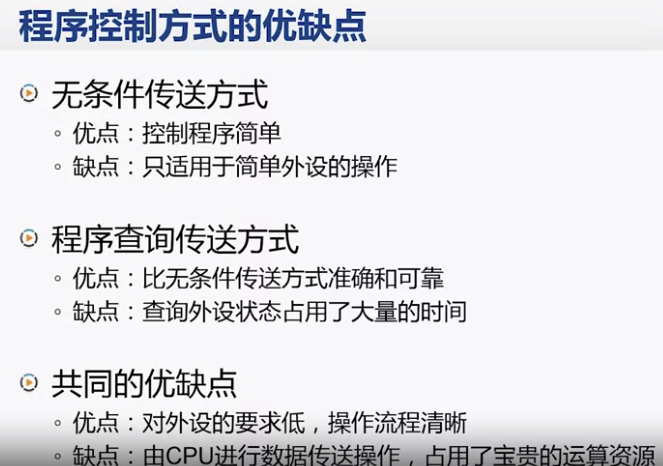 程序控制方式的优缺点
无条件传送方式
优点：控制程序简单
缺点：只适用于简单外设的操作
程序查询传送方式
优点：比无条件传送方式准确和可靠
缺点：查询外设状态占用了大量的时间
共同的优缺点
优点：对外设的要求低，操作流程清晰
缺点：由CPU进行数据传送操作，占用了宝贵的运算资源